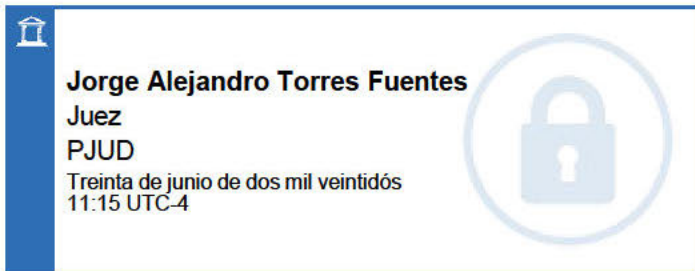 Jorge Alejandro Torres Fuentes
Juez
PJUD
Treinta de junio de dos mil veintidós
11:15 UTC-4